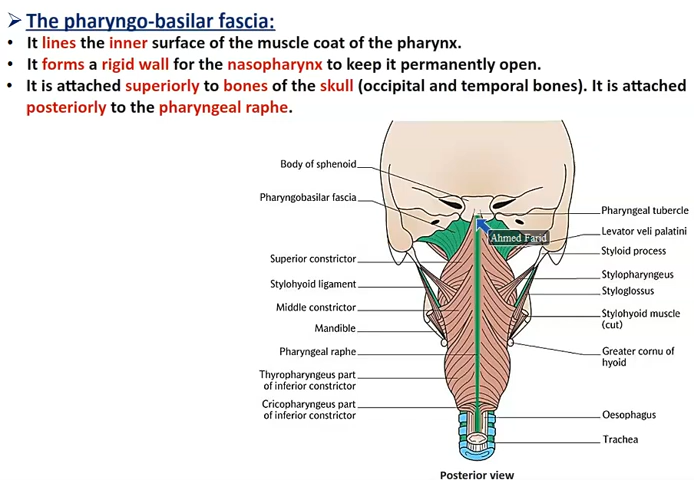 ➤ The pharyngo-basilar fascia:
• It lines the inner surface of the muscle coat of the pharynx.
• It forms a rigid wall for the nasopharynx to keep it permanently open.
• It is attached superiorly to bones of the skull (occipital and temporal bones). It is attached
posteriorly to the pharyngeal raphe.
Body of sphenoid
Pharyngobasilar fascia
Superior constrictor
Stylohyoid ligament
Middle constrictor
Mandible
Pharyngeal raphe
Thyropharyngeus part
of inferior constrictor
Cricopharyngeus part
of inferior constrictor
Ahmed Farid
Pharyngeal tubercle
Levator veli palatini
Styloid process
Stylopharyngeus
Styloglossus
Stylohyoid muscle
(cut)
Greater cornu of
hyoid
Oesophagus
Trachea
Posterior view